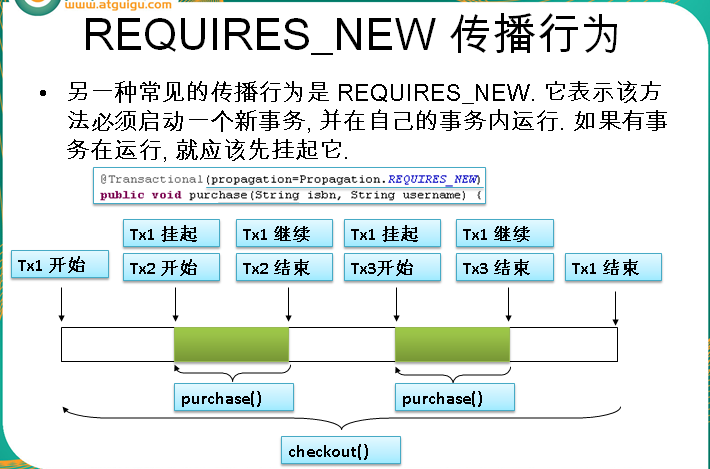 www.atguigu.com
REQUIRES_NEW 传播行为
• 另一种常见的传播行为是 REQUIRES_NEW. 它表示该方
法必须启动一个新事务, 并在自己的事务内运行. 如果有事
务在运行, 就应该先挂起它.
@Transactional(propagation=Propagation.REQUIRES_NEW)
public void purchase(String isbn, String username) {
Tx1 挂起
Tx1 继续
Tx1 挂起
Tx1 继续
Tx1 开始
Tx2 开始
Tx2 结束
Tx3开始
Tx3 结束
Tx1 结束
purchase()
purchase()
checkout()